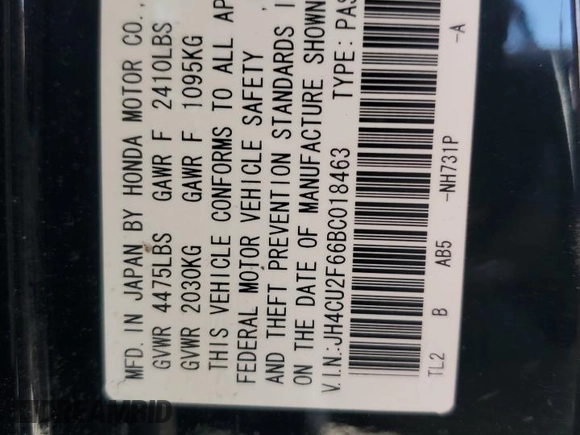 MFD. IN JAPAN BY HONDA MOTOR CO.,
GVWR 4475LBS GAWR F 2410LBS
GVWR 2030KG GAWR F 1095KG
THIS VEHICLE CONFORMS TO ALL AP
FEDERAL MOTOR VEHICLE SAFETY
AND THEFT PREVENTION STANDARDS I
ON THE DATE OF MANUFACTURE SHOWN
V.I.N.:JH4CU2F66BC018463 TYPE: PAS
TL2 B AB5 -NH731P -A
DREAMBID